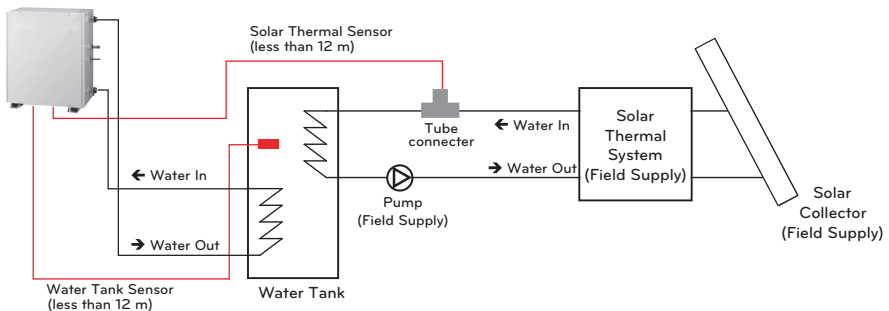 Solar Thermal Sensor
(less than 12 m)
Tube
connecter
← Water In
Solar
Thermal
System
(Field Supply)
← Water In
→ Water Out
Pump
(Field Supply)
Solar
Collector
(Field Supply)
→ Water Out
Water Tank Sensor
(less than 12 m)
Water Tank